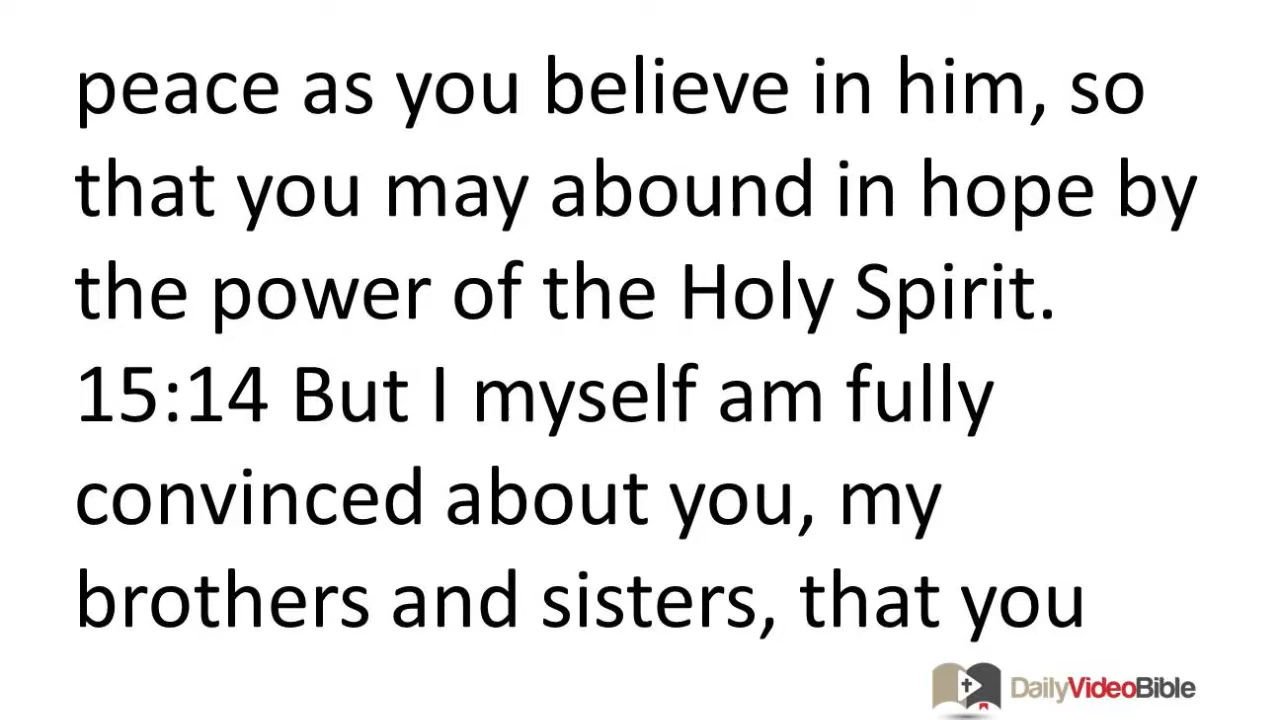 peace as you believe in him, so
that you may abound in hope by
the power of the Holy Spirit.
15:14 But I myself am fully
convinced about you, my
brothers and sisters, that you
DailyVideoBible